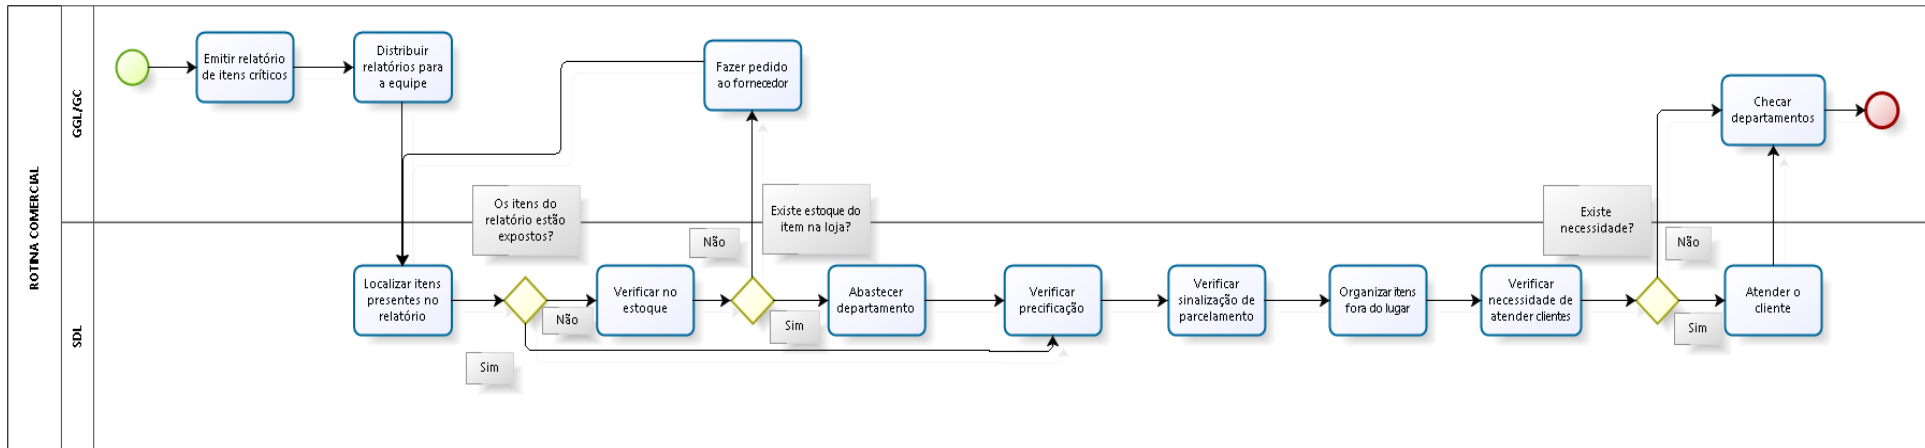 ROTINA COMERCIAL
GGL/GC
Emitir relatório
de itens críticos
Distribuir
relatórios para
a equipe
Fazer pedido
ao fornecedor
Checar
departamentos
Os itens do
relatório estão
expostos?
Existe estoque do
item na loja?
Existe
necessidade?
SDL
Localizar itens
presentes no
relatório
Não
Sim
Verificar no
estoque
Não
Sim
Abastecer
departamento
Verificar
precificação
Verificar
sinalização de
parcelamento
Organizar itens
fora do lugar
Verificar
necessidade de
atender clientes
Não
Sim
Atender o
cliente